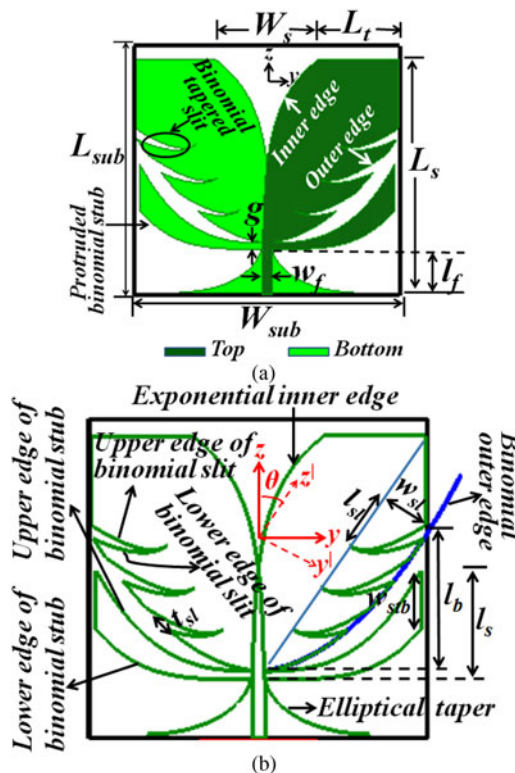 W_s
L_t
z
y
Binomial tapered slit
Inner edge
Outer edge
L_sub
L_s
g
Protruded binomial stub
w_f
l_f
W_sub
Top
Bottom
(a)
Exponential inner edge
Upper edge of binomial stub
Upper edge of binomial slit
Lower edge of binomial slit
z
θ
z|
y
y|
l_sl
w_sl
Binomial outer edge
w_stb
l_b
l_s
t_sl
Lower edge of binomial stub
Elliptical taper
(b)